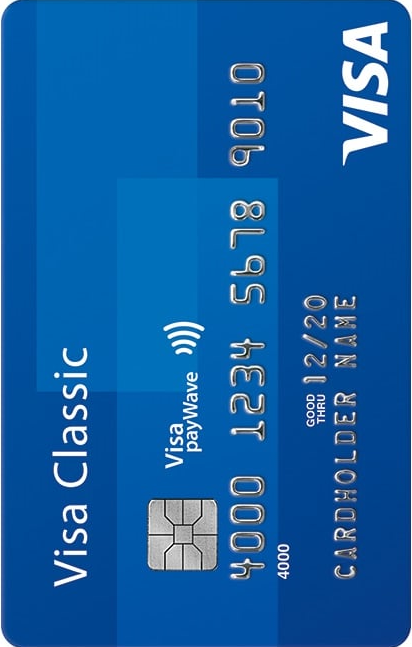 Visa Classic
Visa
payWave
4000 1234 5678 9010
4000
GOOD
THRU
12/20
CARDHOLDER NAME
VISA